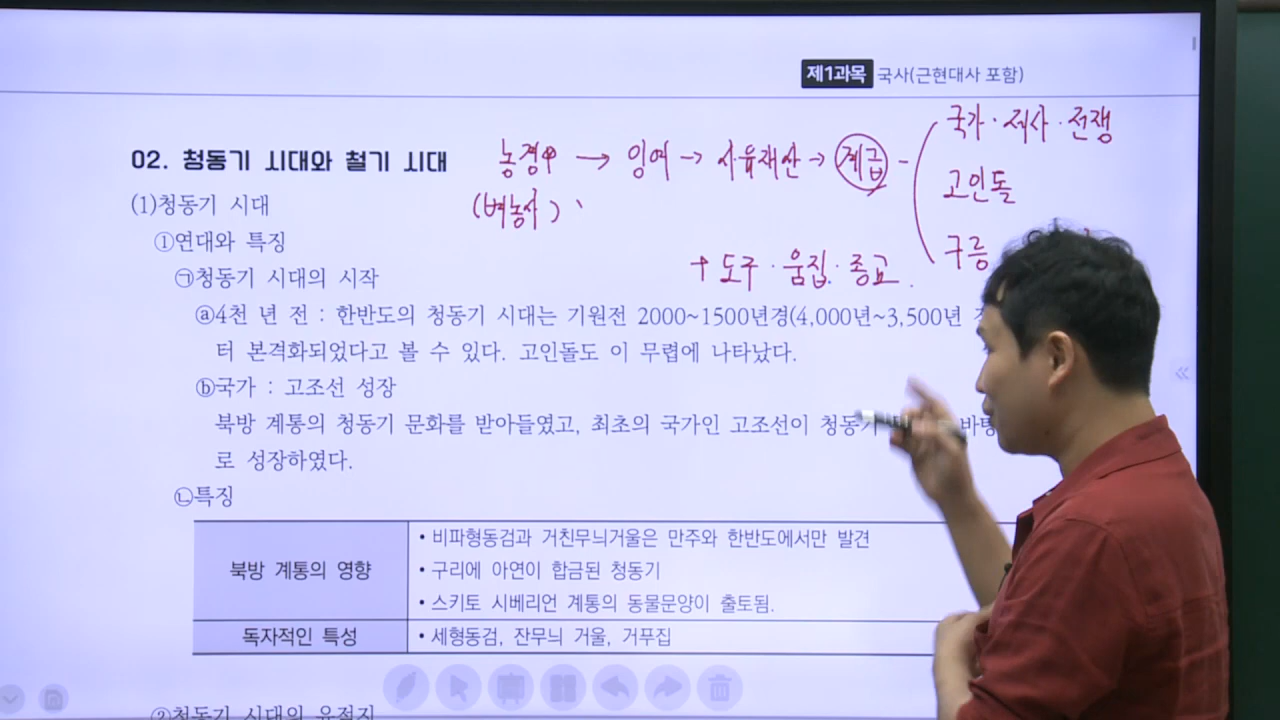 제1과목 국사(근현대사 포함)
02. 청동기 시대와 철기 시대
농경 → 잉여 → 사유재산 → 계급 - 국가·제사·전쟁
고인돌
구릉
(벼농사)
+ 도구·움집·종교.
(1)청동기 시대
①연대와 특징
㉠청동기 시대의 시작
ⓐ4천 년 전 : 한반도의 청동기 시대는 기원전 2000~1500년경(4,000년~3,500년
터 본격화되었다고 볼 수 있다. 고인돌도 이 무렵에 나타났다.
ⓑ국가 : 고조선 성장
북방 계통의 청동기 문화를 받아들였고, 최초의 국가인 고조선이 청동기
로 성장하였다.
㉡특징
북방 계통의 영향
• 비파형동검과 거친무늬거울은 만주와 한반도에서만 발견
• 구리에 아연이 합금된 청동기
• 스키토 시베리언 계통의 동물문양이 출토됨.
독자적인 특성
• 세형동검, 잔무늬 거울, 거푸집
②청동기 시대의 유적지